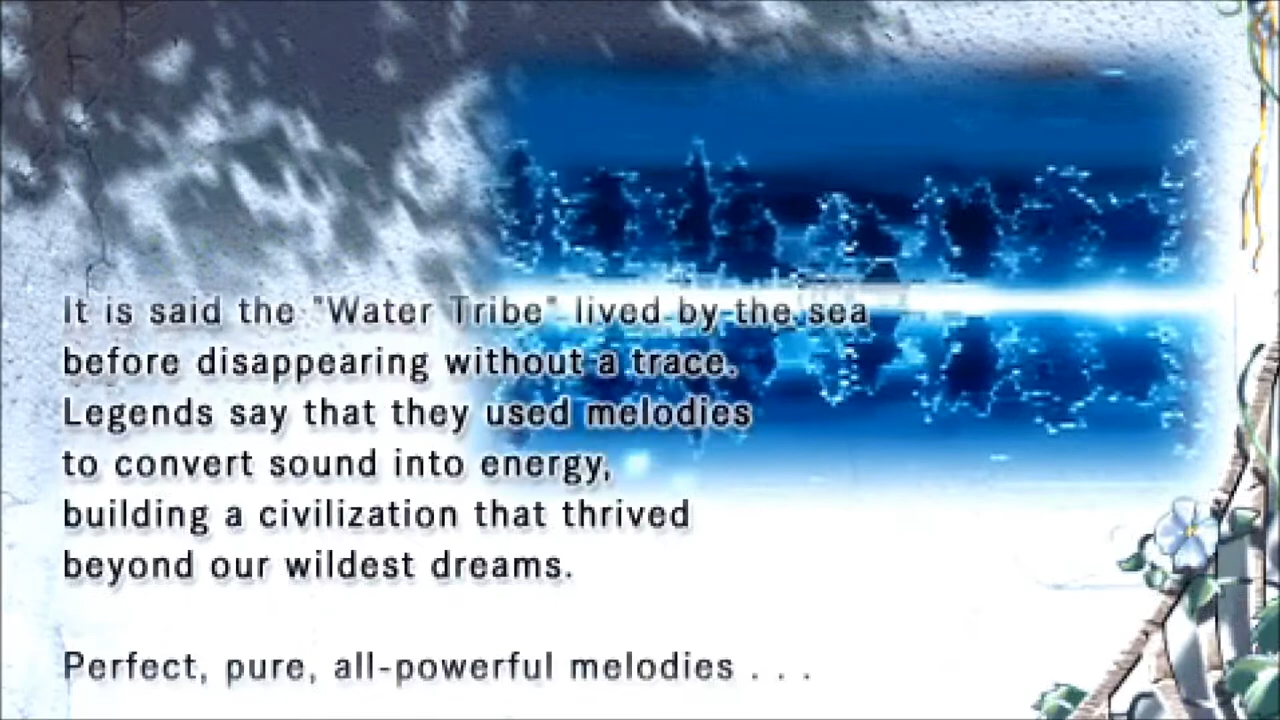 It is said the "Water Tribe" lived by the sea
before disappearing without a trace.
Legends say that they used melodies
to convert sound into energy,
building a civilization that thrived
beyond our wildest dreams.
Perfect, pure, all-powerful melodies . . .